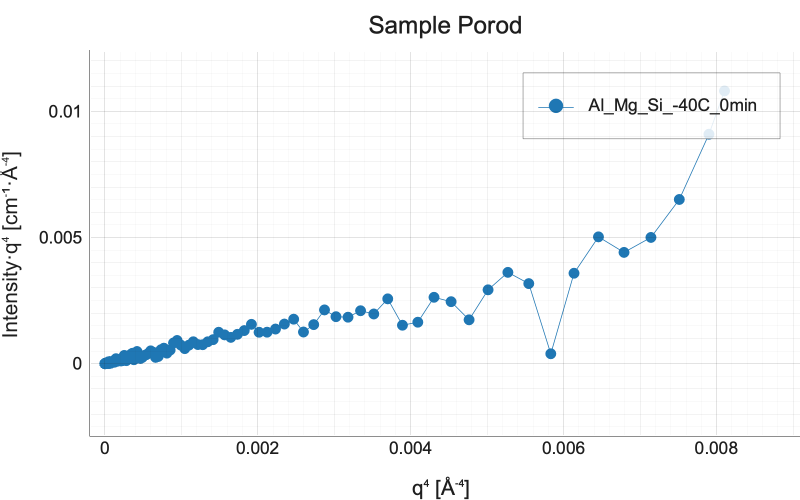 Sample Porod
Al_Mg_Si_-40C_0min
0.01
0.005
0
Intensity·q⁴ [cm⁻¹·Å⁻⁴]
0
0.002
0.004
0.006
0.008
q⁴ [Å⁻⁴]